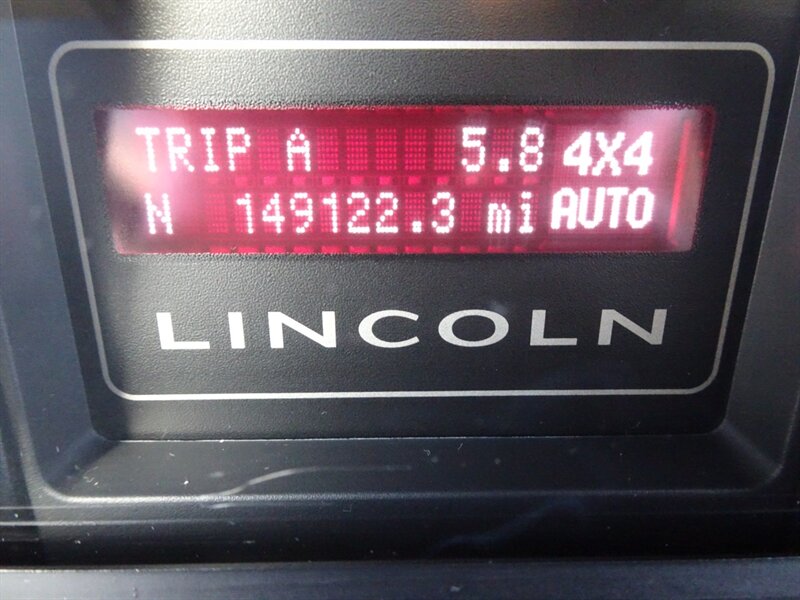 TRIP A 5.8 4X4
N 149122.3 mi AUTO
LINCOLN